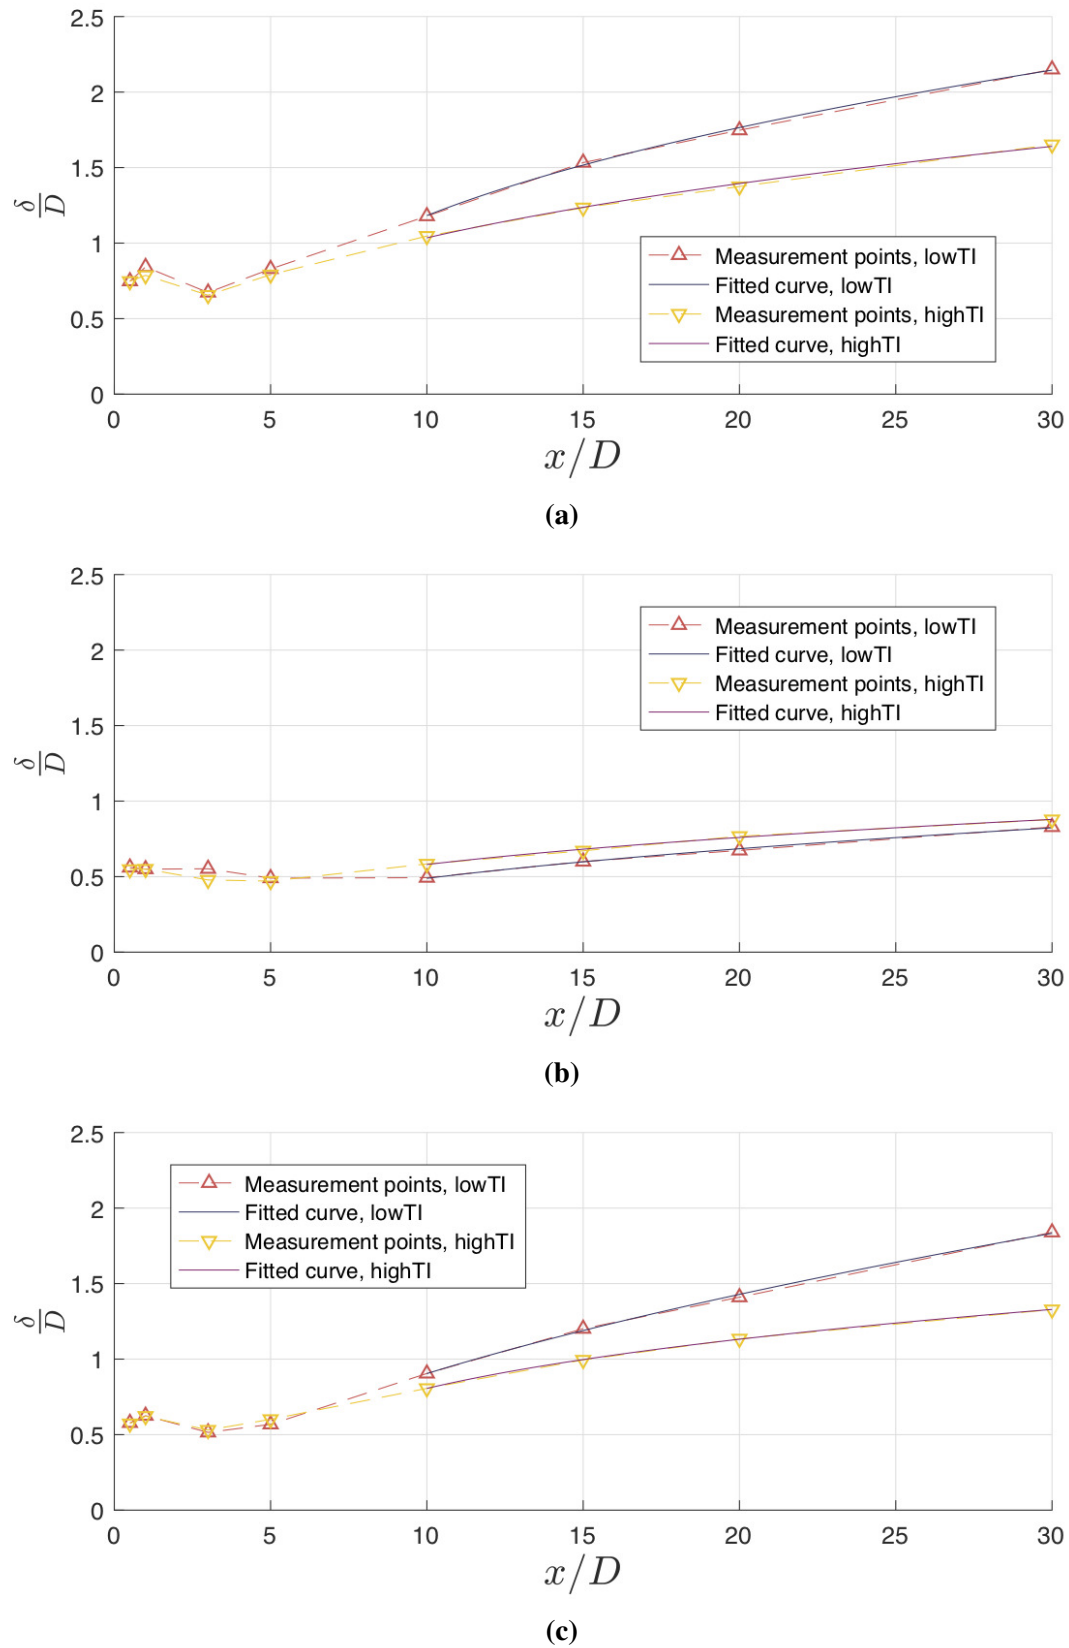 2.5
2
1.5
1
0.5
0
δ
D
Measurement points, lowTI
Fitted curve, lowTI
Measurement points, highTI
Fitted curve, highTI
0 5 10 15 20 25 30
x/D
(a)
2.5
2
1.5
1
0.5
0
δ
D
Measurement points, lowTI
Fitted curve, lowTI
Measurement points, highTI
Fitted curve, highTI
0 5 10 15 20 25 30
x/D
(b)
2.5
2
1.5
1
0.5
0
δ
D
Measurement points, lowTI
Fitted curve, lowTI
Measurement points, highTI
Fitted curve, highTI
0 5 10 15 20 25 30
x/D
(c)